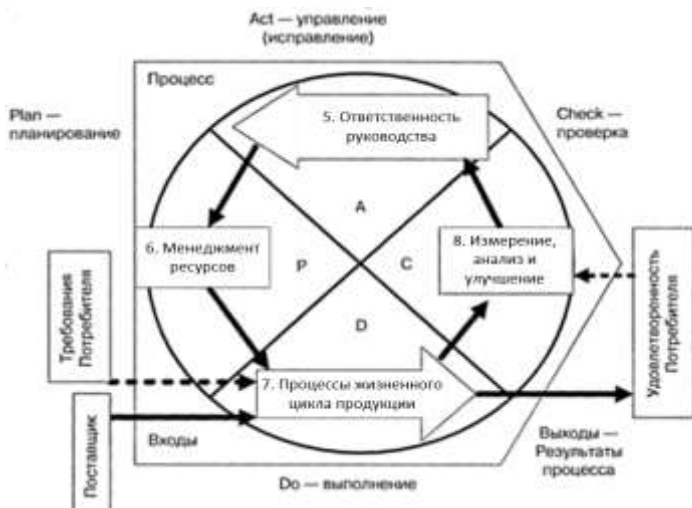 Act — управление
(исправление)
Процесс
Plan —
планирование
5. Ответственность
руководства
Check —
проверка
A
6. Менеджмент
ресурсов
P
C
8. Измерение,
анализ и
улучшение
D
Требования
Потребителя
Удовлетворенность
Потребителя
7. Процессы жизненного
цикла продукции
Поставщик
Входы
Выходы —
Результаты
процесса
Do — выполнение